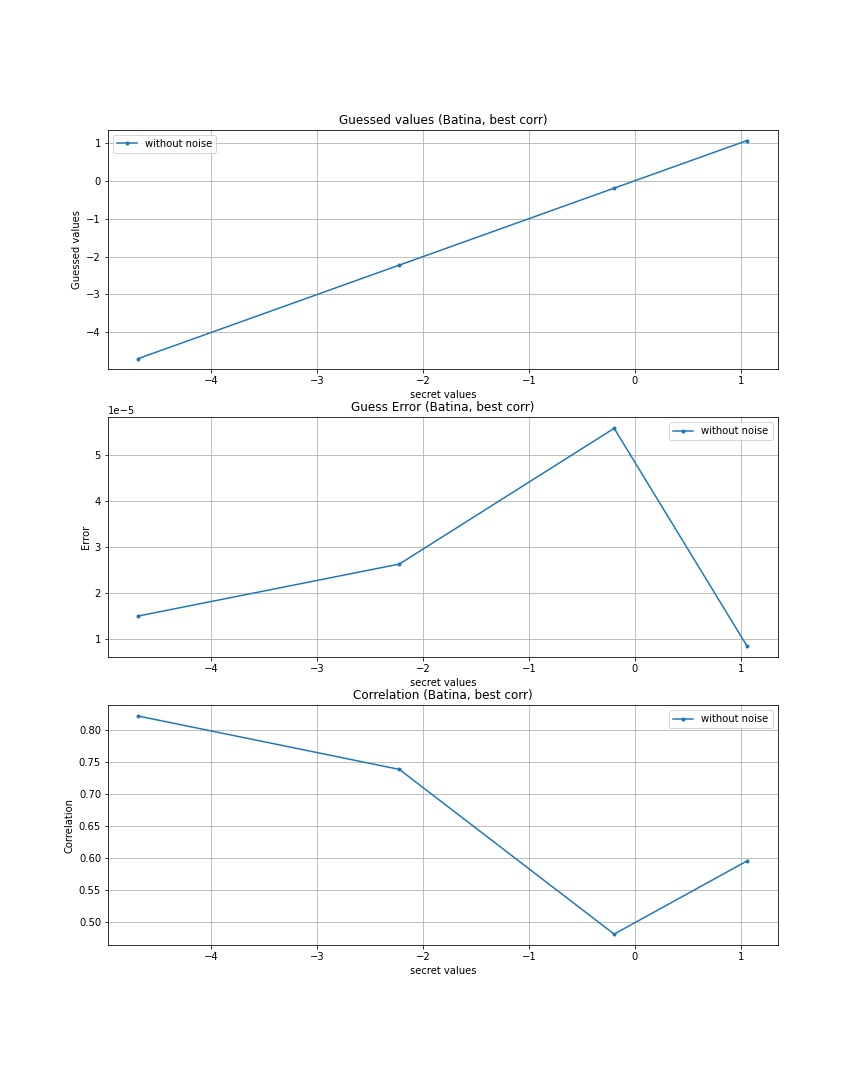 Guessed values (Batina, best corr)
without noise
1
0
−1
−2
−3
−4
Guessed values
−4 −3 −2 −1 0 1
secret values
Guess Error (Batina, best corr)
1e−5
without noise
5
4
3
2
1
Error
−4 −3 −2 −1 0 1
secret values
Correlation (Batina, best corr)
without noise
0.80
0.75
0.70
0.65
0.60
0.55
0.50
Correlation
−4 −3 −2 −1 0 1
secret values